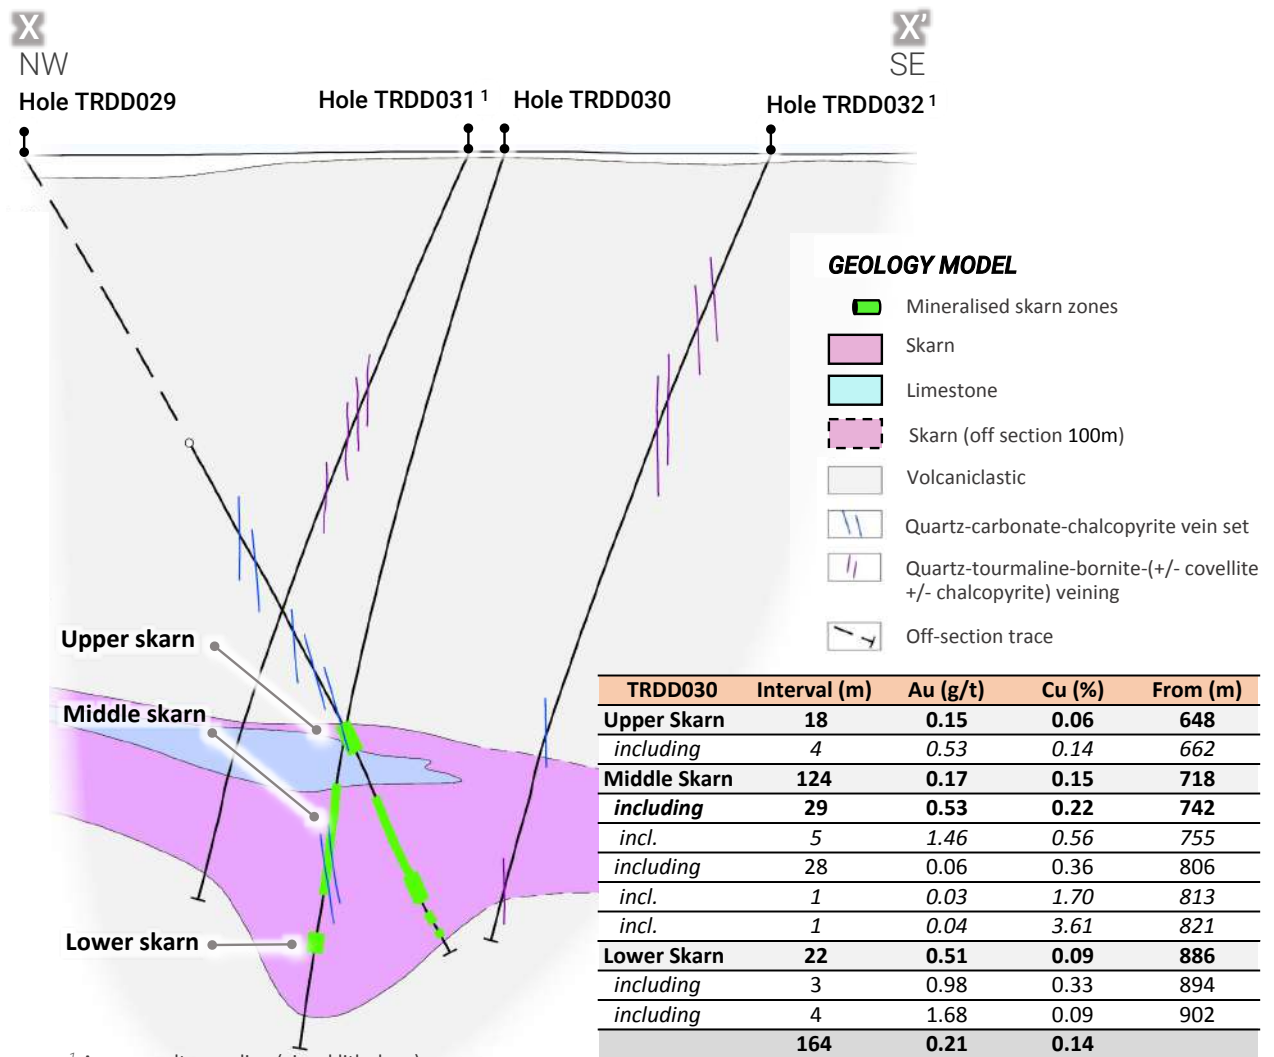 X X'
NW SE
Hole TRDD029 Hole TRDD031 ¹ Hole TRDD030 Hole TRDD032 ¹
GEOLOGY MODEL
Mineralised skarn zones
Skarn
Limestone
Skarn (off section 100m)
Volcaniclastic
Quartz-carbonate-chalcopyrite vein set
Quartz-tourmaline-bornite-(+/- covellite
+/- chalcopyrite) veining
Off-section trace
Upper skarn
Middle skarn
Lower skarn
TRDD030 Interval (m) Au (g/t) Cu (%) From (m)
Upper Skarn 18 0.15 0.06 648
including 4 0.53 0.14 662
Middle Skarn 124 0.17 0.15 718
including 29 0.53 0.22 742
incl. 5 1.46 0.56 755
including 28 0.06 0.36 806
incl. 1 0.03 1.70 813
incl. 1 0.04 3.61 821
Lower Skarn 22 0.51 0.09 886
including 3 0.98 0.33 894
including 4 1.68 0.09 902
164 0.21 0.14